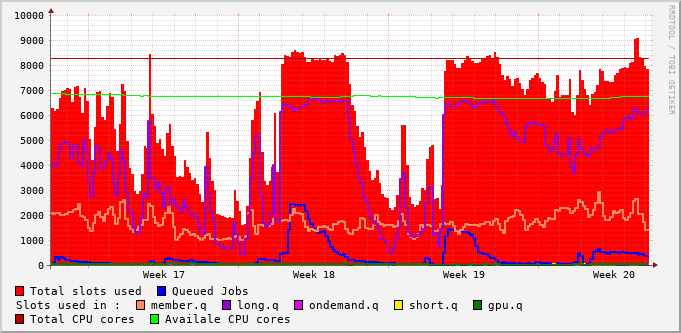 10000
9000
8000
7000
6000
5000
4000
3000
2000
1000
0
Week 17 Week 18 Week 19 Week 20
Total slots used Queued Jobs
Slots used in : member.q long.q ondemand.q short.q gpu.q
Total CPU cores Availale CPU cores
RRDTOOL / TOBI OETIKER